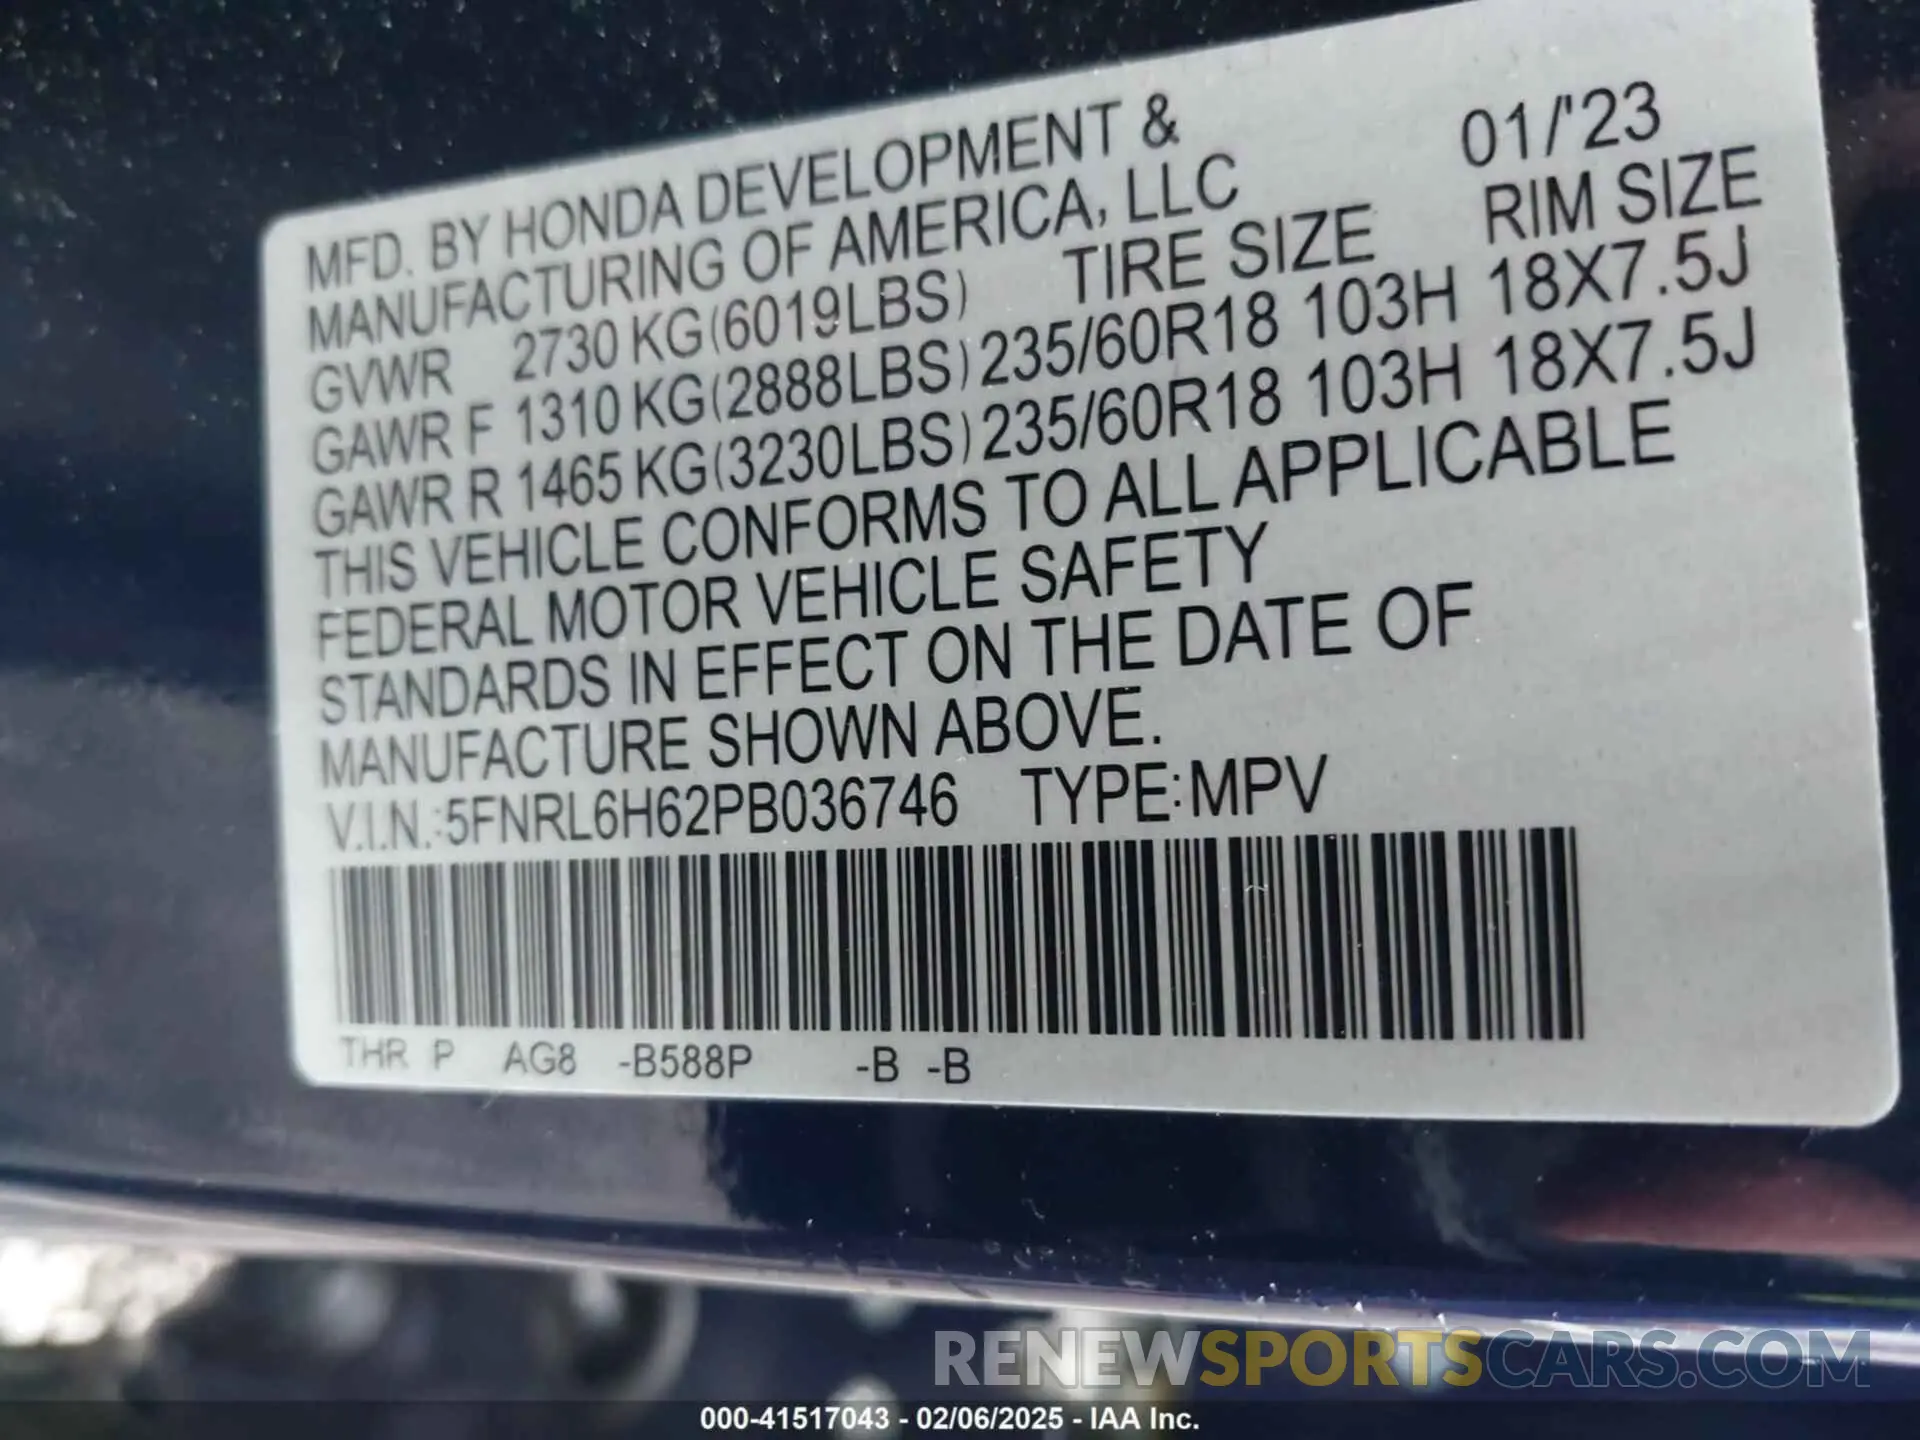 MFD. BY HONDA DEVELOPMENT & 01/'23
MANUFACTURING OF AMERICA, LLC
GVWR 2730 KG(6019LBS) TIRE SIZE RIM SIZE
GAWR F 1310 KG(2888LBS) 235/60R18 103H 18X7.5J
GAWR R 1465 KG(3230LBS) 235/60R18 103H 18X7.5J
THIS VEHICLE CONFORMS TO ALL APPLICABLE
FEDERAL MOTOR VEHICLE SAFETY
STANDARDS IN EFFECT ON THE DATE OF
MANUFACTURE SHOWN ABOVE.
V.I.N.:5FNRL6H62PB036746 TYPE:MPV
THR P AG8 -B588P -B -B
RENEWSPORTSCARS.COM
000-41517043 - 02/06/2025 - IAA Inc.